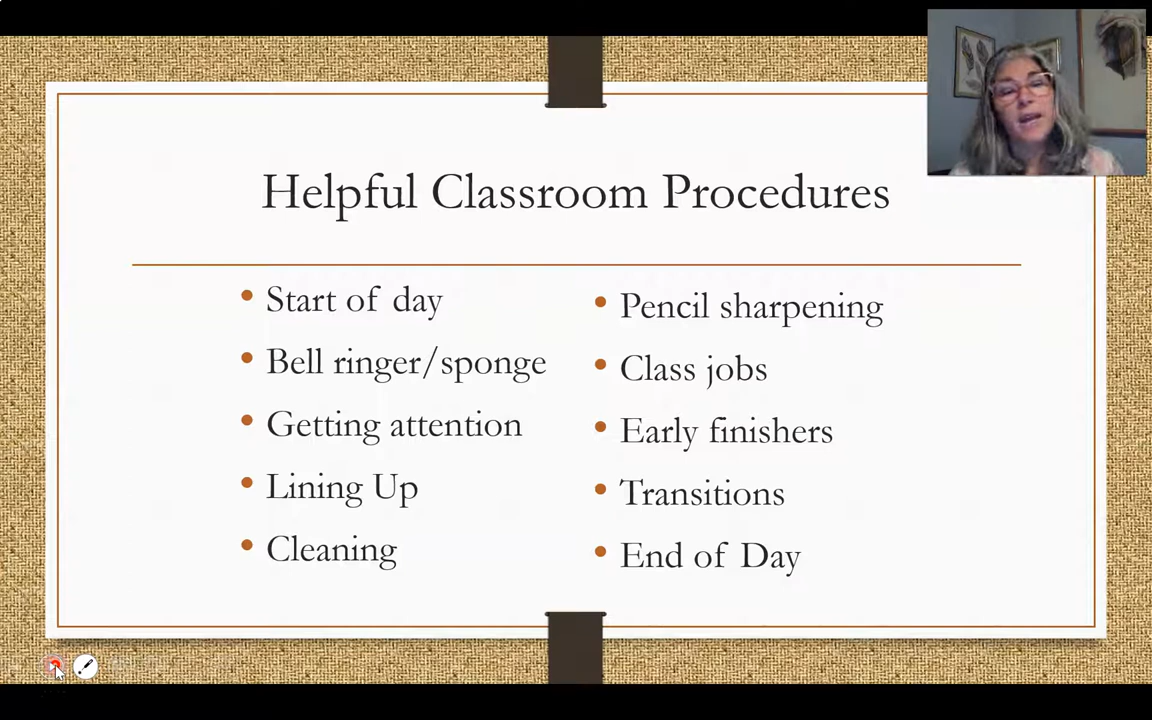 Helpful Classroom Procedures
Start of day
Bell ringer/sponge
Getting attention
Lining Up
Cleaning
Pencil sharpening
Class jobs
Early finishers
Transitions
End of Day